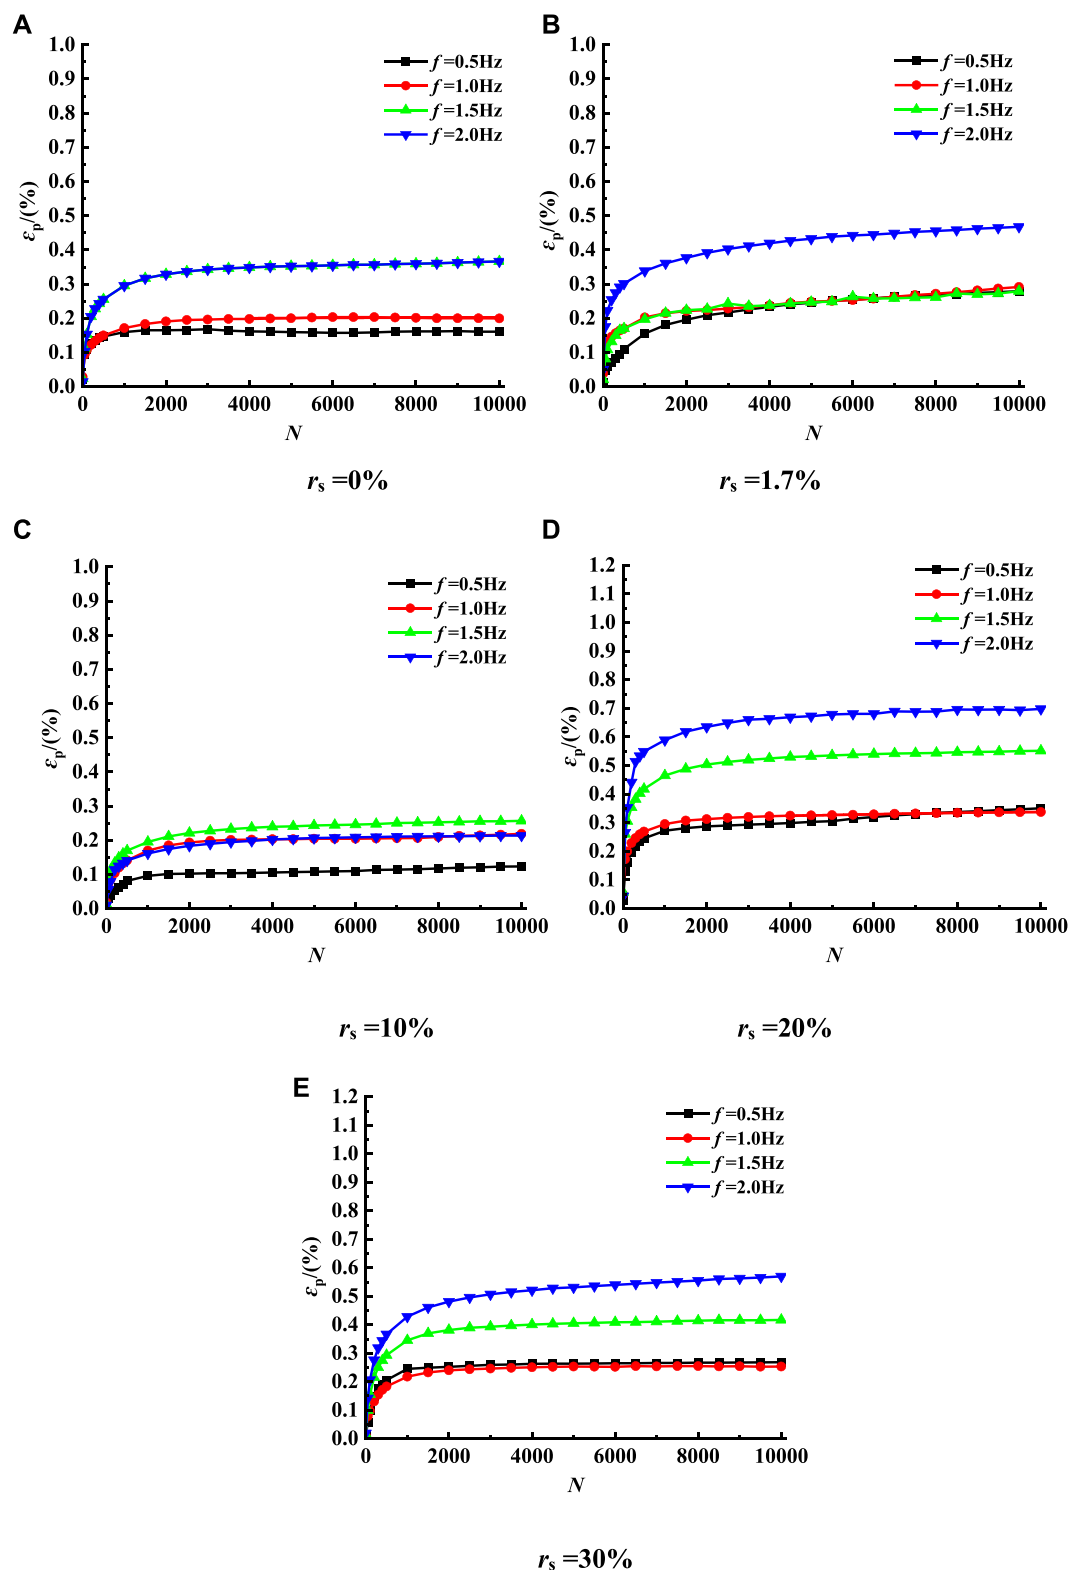 A
εp/(%)
1.0
0.9
0.8
0.7
0.6
0.5
0.4
0.3
0.2
0.1
0.0
f=0.5Hz
f=1.0Hz
f=1.5Hz
f=2.0Hz
0 2000 4000 6000 8000 10000
N
rs =0%
B
εp/(%)
1.0
0.9
0.8
0.7
0.6
0.5
0.4
0.3
0.2
0.1
0.0
f=0.5Hz
f=1.0Hz
f=1.5Hz
f=2.0Hz
0 2000 4000 6000 8000 10000
N
rs =1.7%
C
εp/(%)
1.0
0.9
0.8
0.7
0.6
0.5
0.4
0.3
0.2
0.1
0.0
f=0.5Hz
f=1.0Hz
f=1.5Hz
f=2.0Hz
0 2000 4000 6000 8000 10000
N
rs =10%
D
εp/(%)
1.2
1.1
1.0
0.9
0.8
0.7
0.6
0.5
0.4
0.3
0.2
0.1
0.0
f=0.5Hz
f=1.0Hz
f=1.5Hz
f=2.0Hz
0 2000 4000 6000 8000 10000
N
rs =20%
E
εp/(%)
1.2
1.1
1.0
0.9
0.8
0.7
0.6
0.5
0.4
0.3
0.2
0.1
0.0
f=0.5Hz
f=1.0Hz
f=1.5Hz
f=2.0Hz
0 2000 4000 6000 8000 10000
N
rs =30%